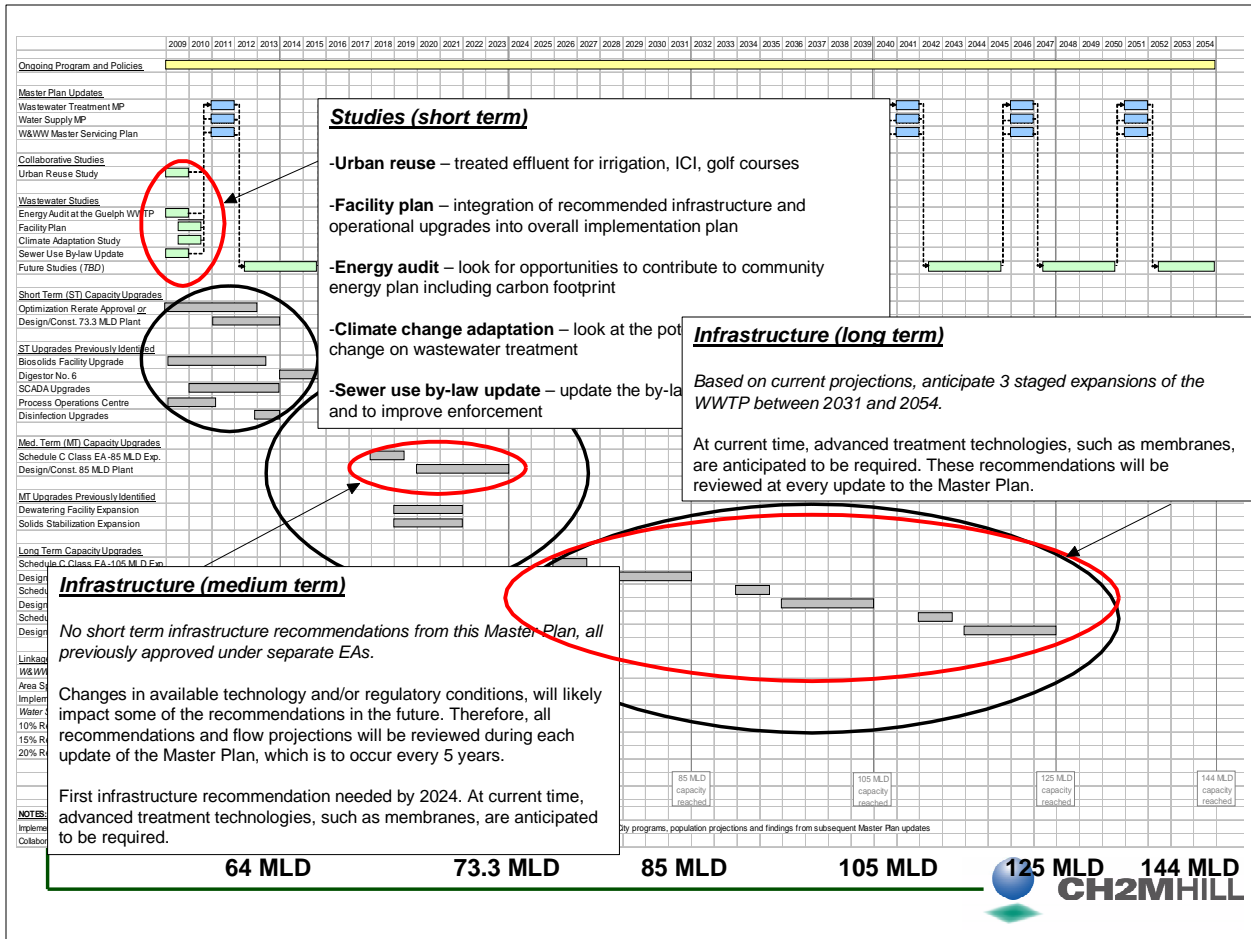 2009 2010 2011 2012 2013 2014 2015 2016 2017 2018 2019 2020 2021 2022 2023 2024 2025 2026 2027 2028 2029 2030 2031 2032 2033 2034 2035 2036 2037 2038 2039 2040 2041 2042 2043 2044 2045 2046 2047 2048 2049 2050 2051 2052 2053 2054
Ongoing Program and Policies
Master Plan Updates
Wastewater Treatment MP
Water Supply MP
W&WW Master Servicing Plan
Collaborative Studies
Urban Reuse Study
Wastewater Studies
Energy Audit at the Guelph WWTP
Facility Plan
Climate Adaptation Study
Sewer Use By-law Update
Future Studies (TBD)
Short Term (ST) Capacity Upgrades
Optimization Rerate Approval or
Design/Const. 73.3 MLD Plant
ST Upgrades Previously Identified
Biosolids Facility Upgrade
Digestor No. 6
SCADA Upgrades
Process Operations Centre
Disinfection Upgrades
Med. Term (MT) Capacity Upgrades
Schedule C Class EA -85 MLD Exp.
Design/Const. 85 MLD Plant
MT Upgrades Previously Identified
Dewatering Facility Expansion
Solids Stabilization Expansion
Long Term Capacity Upgrades
Schedule C Class EA -105 MLD Exp
Studies (short term)
-Urban reuse – treated effluent for irrigation, ICI, golf courses
-Facility plan – integration of recommended infrastructure and
operational upgrades into overall implementation plan
-Energy audit – look for opportunities to contribute to community
energy plan including carbon footprint
-Climate change adaptation – look at the
change on wastewater treatment
-Sewer use by-law update – update the
and to improve enforcement
Infrastructure (long term)
Based on current projections, anticipate 3 staged expansions of the
WWTP between 2031 and 2054.
At current time, advanced treatment technologies, such as membranes,
are anticipated to be required. These recommendations will be
reviewed at every update to the Master Plan.
Infrastructure (medium term)
No short term infrastructure recommendations from this Master Plan, all
previously approved under separate EAs.
Changes in available technology and/or regulatory conditions, will likely
impact some of the recommendations in the future. Therefore, all
recommendations and flow projections will be reviewed during each
update of the Master Plan, which is to occur every 5 years.
First infrastructure recommendation needed by 2024. At current time,
advanced treatment technologies, such as membranes, are anticipated
to be required.
W&WW
10%
15%
20%
85 MLD
capacity
reached
105 MLD
capacity
reached
125 MLD
capacity
reached
144 MLD
capacity
reached
NOTES:
City programs, population projections and findings from subsequent Master Plan updates
64 MLD 73.3 MLD 85 MLD 105 MLD 125 MLD 144 MLD
CH2MHILL